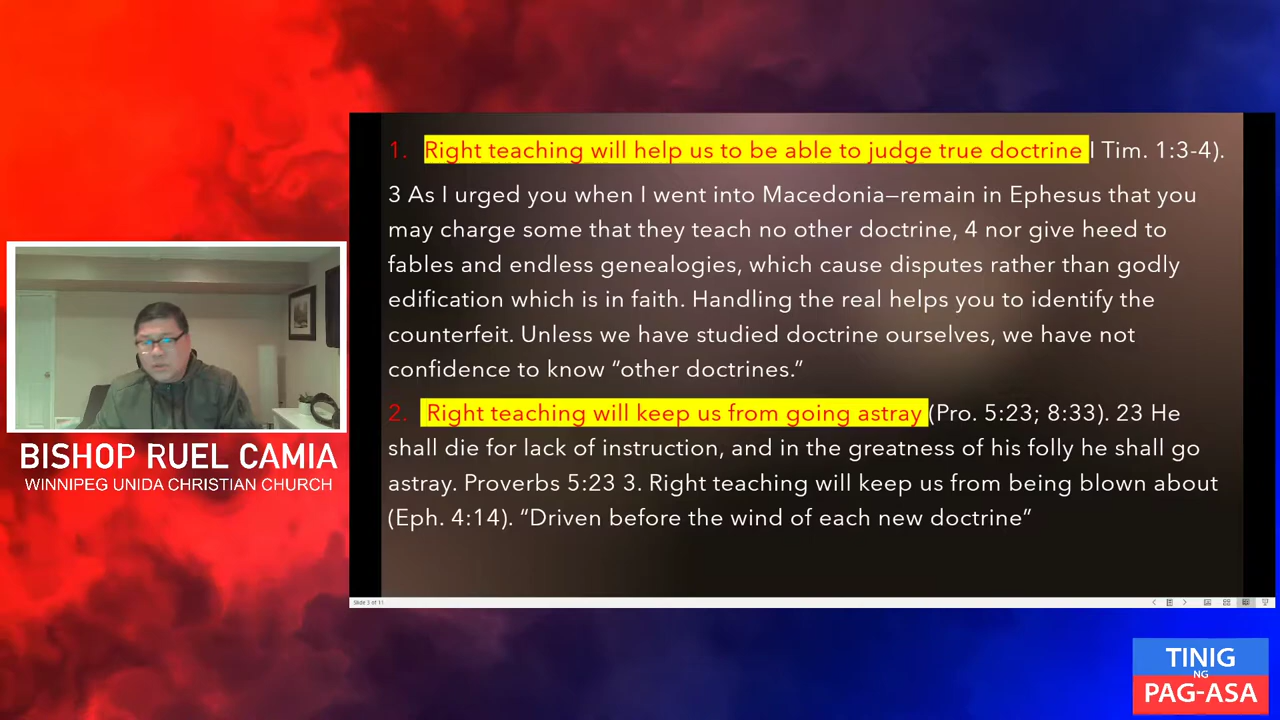 1. Right teaching will help us to be able to judge true doctrine I Tim. 1:3-4).
3 As I urged you when I went into Macedonia—remain in Ephesus that you
may charge some that they teach no other doctrine, 4 nor give heed to
fables and endless genealogies, which cause disputes rather than godly
edification which is in faith. Handling the real helps you to identify the
counterfeit. Unless we have studied doctrine ourselves, we have not
confidence to know “other doctrines.”
2. Right teaching will keep us from going astray (Pro. 5:23; 8:33). 23 He
shall die for lack of instruction, and in the greatness of his folly he shall go
astray. Proverbs 5:23 3. Right teaching will keep us from being blown about
(Eph. 4:14). “Driven before the wind of each new doctrine”
Slide 3 of 11
BISHOP RUEL CAMIA
WINNIPEG UNIDA CHRISTIAN CHURCH
TINIG
NG
PAG-ASA